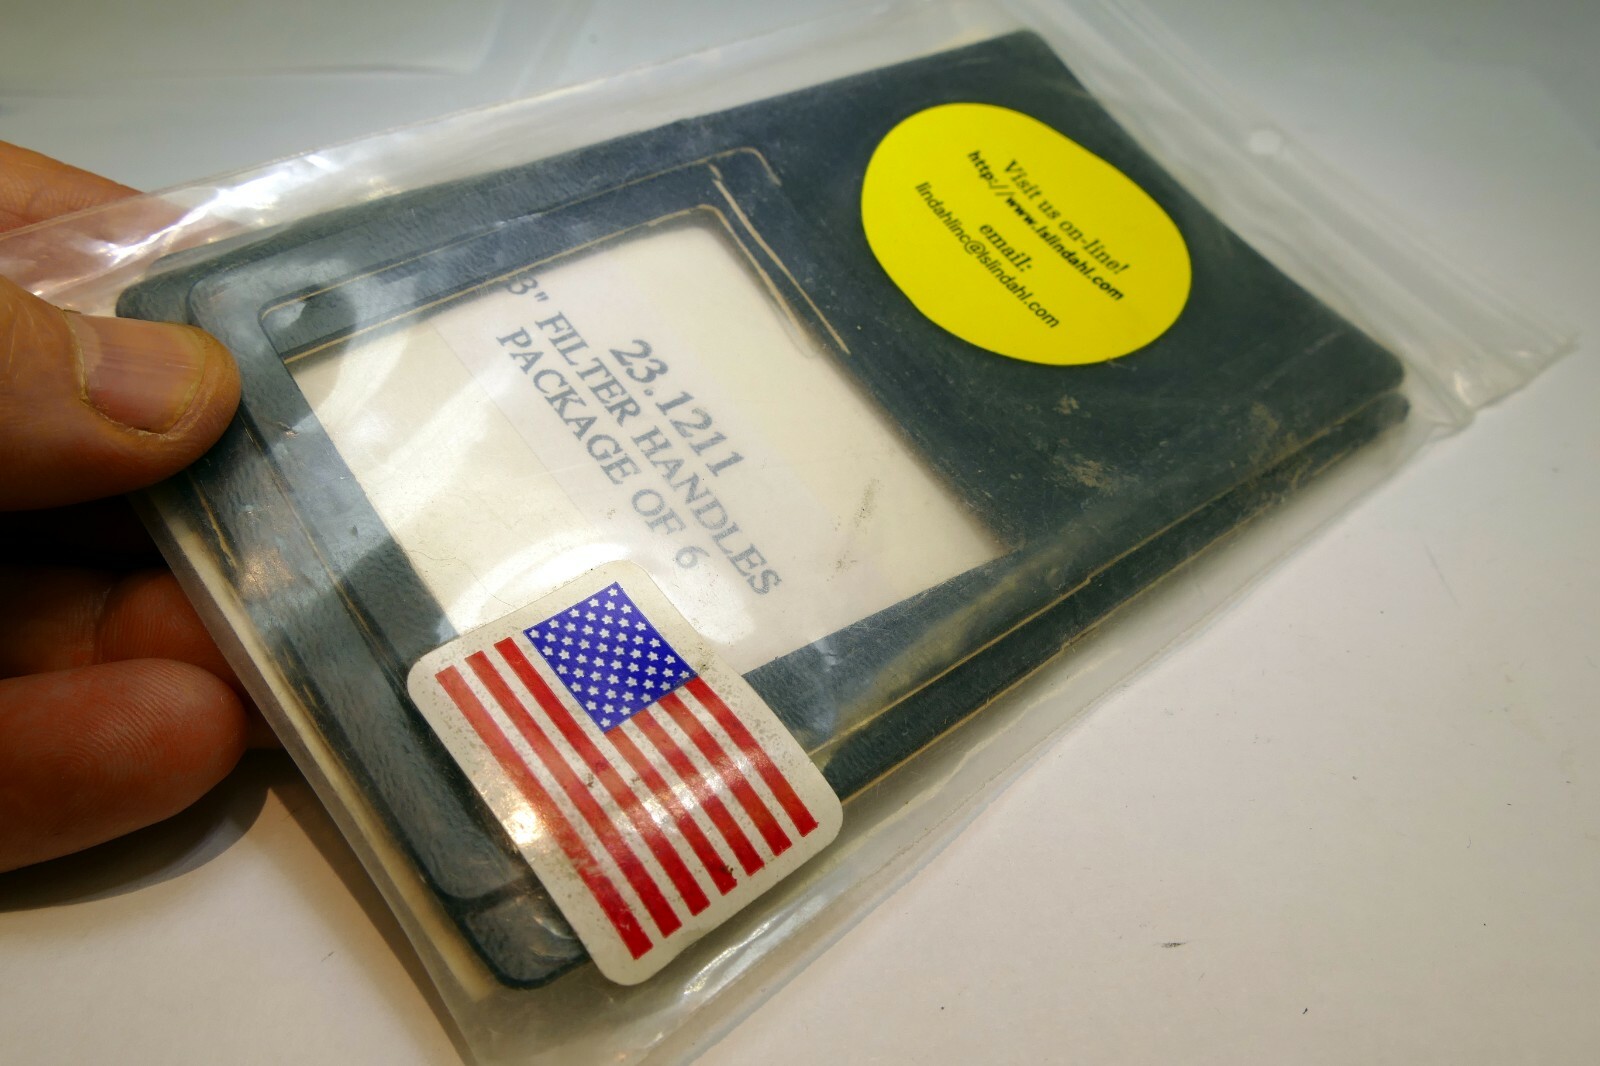 Visit us on-line!
http://www.lslindahl.com
email:
lindahlinc@lslindahl.com
23.1211
3" FILTER HANDLES
PACKAGE OF 6